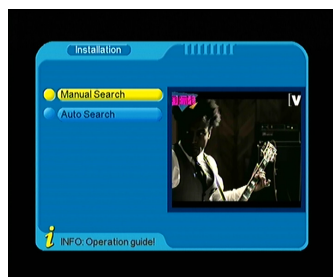 Installation
Manual Search
Auto Search
V
i INFO: Operation guide!